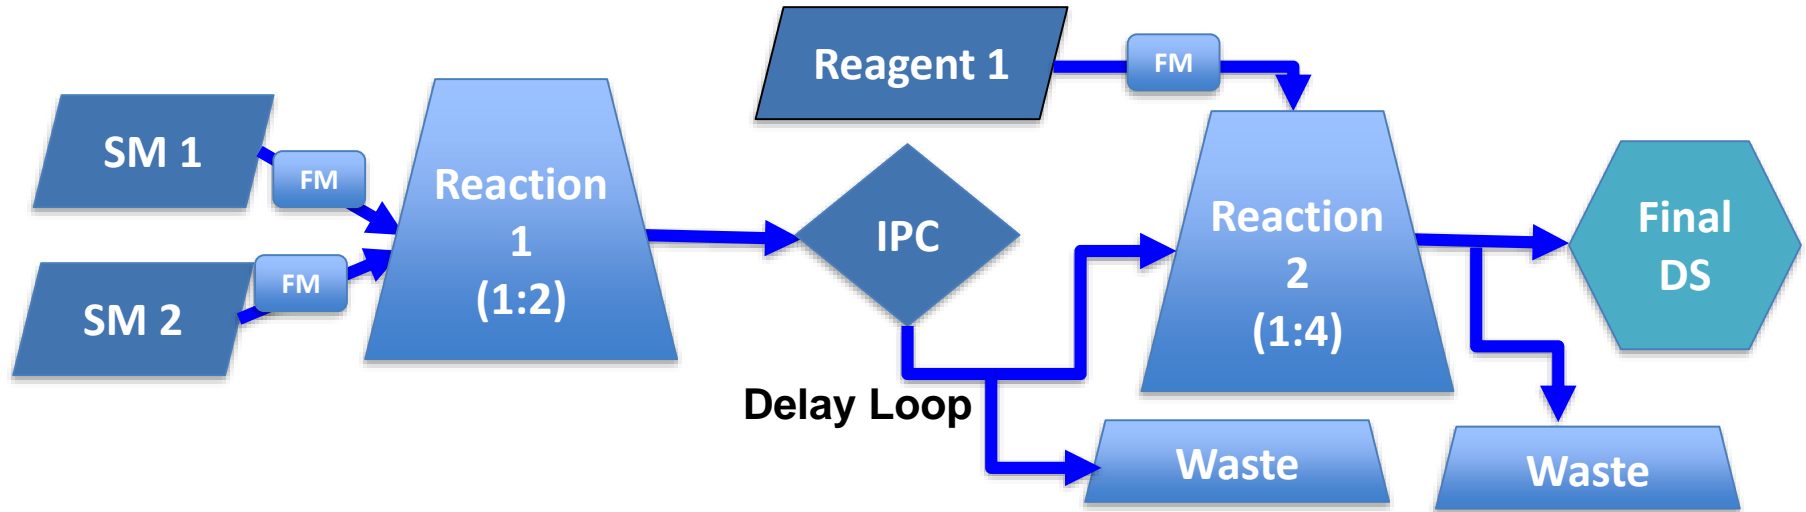 SM 1
FM
SM 2
FM
Reaction
1
(1:2)
IPC
Delay Loop
Reagent 1
FM
Reaction
2
(1:4)
Waste
Final
DS
Waste